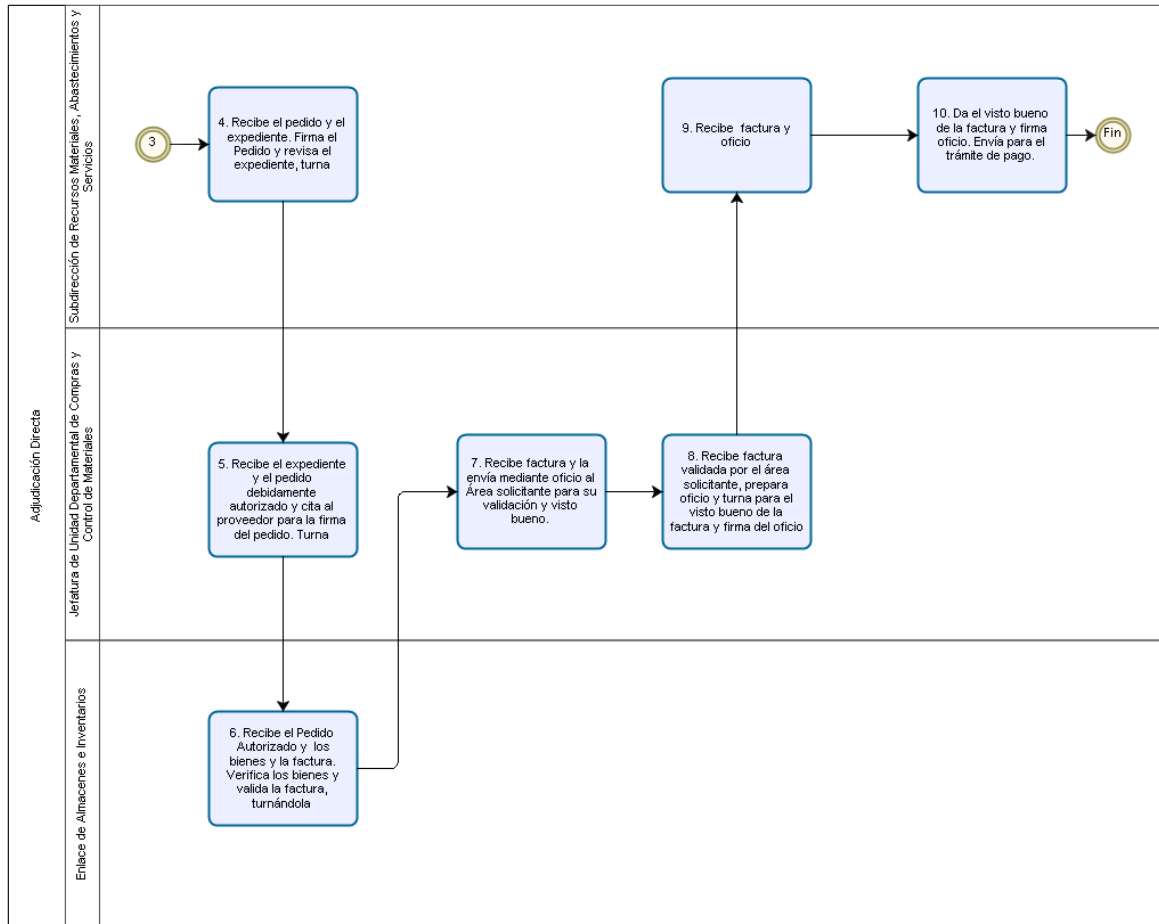 Adjudicación Directa
Subdirección de Recursos Materiales, Abastecimientos y
Servicios
3
4. Recibe el pedido y el
expediente. Firma el
Pedido y revisa el
expediente, turna
9. Recibe factura y
oficio
10. Da el visto bueno
de la factura y firma
oficio. Envía para el
trámite de pago.
Fin
Jefatura de Unidad Departamental de Compras y
Control de Materiales
5. Recibe el expediente
y el pedido
debidamente
autorizado y cita al
proveedor para la firma
del pedido. Turna
7. Recibe factura y la
envía mediante oficio al
Área solicitante para su
validación y visto
bueno.
8. Recibe factura
validada por el área
solicitante, prepara
oficio y turna para el
visto bueno de la
factura y firma del oficio
Enlace de Almacenes e Inventarios
6. Recibe el Pedido
Autorizado y los
bienes y la factura.
Verifica los bienes y
valida la factura,
turnándola